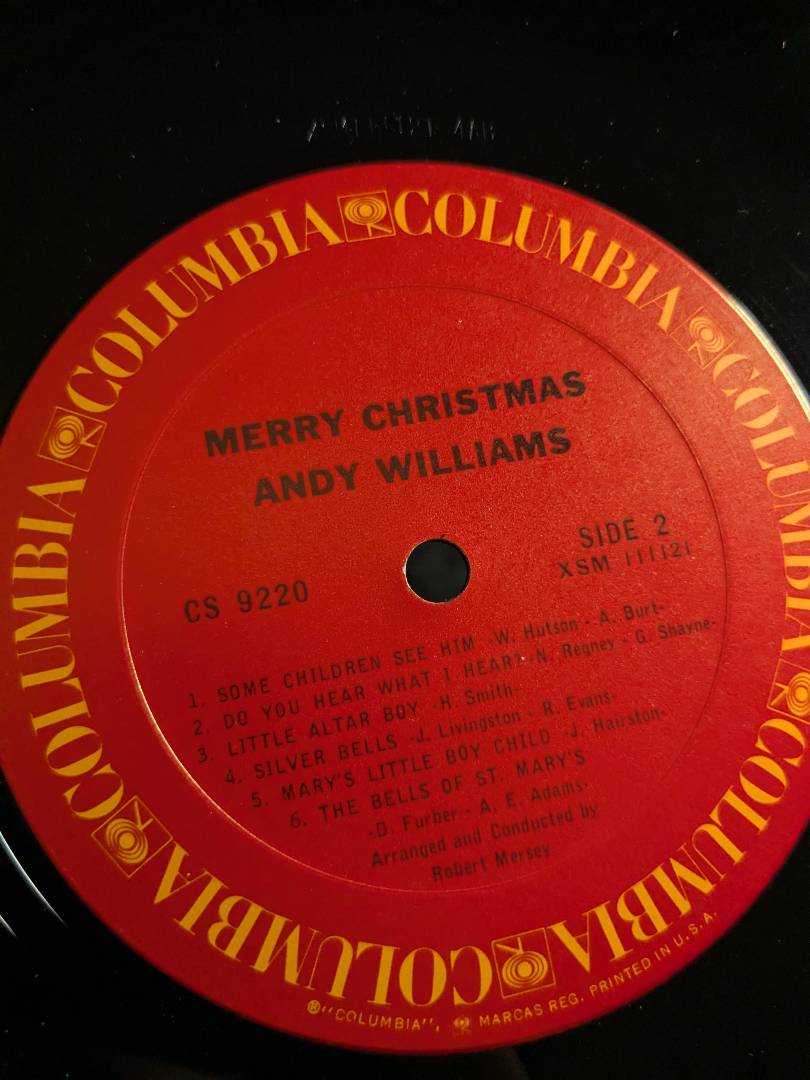 COLUMBIA COLUMBIA COLUMBIA COLUMBIA COLUMBIA COLUMBIA COLUMBIA
MERRY CHRISTMAS
ANDY WILLIAMS
SIDE 2
XSM 111121
CS 9220
1. SOME CHILDREN SEE HIM -W. Hutson - A. Burt-
2. DO YOU HEAR WHAT I HEAR? -N. Regney - G. Shayne-
3. LITTLE ALTAR BOY -H. Smith-
4. SILVER BELLS -J. Livingston - R. Evans-
5. MARY'S LITTLE BOY CHILD -J. Hairston-
6. THE BELLS OF ST. MARY'S
-D. Furber - A. E. Adams-
Arranged and Conducted by
Robert Mersey
®"COLUMBIA", MARCAS REG. PRINTED IN U.S.A.